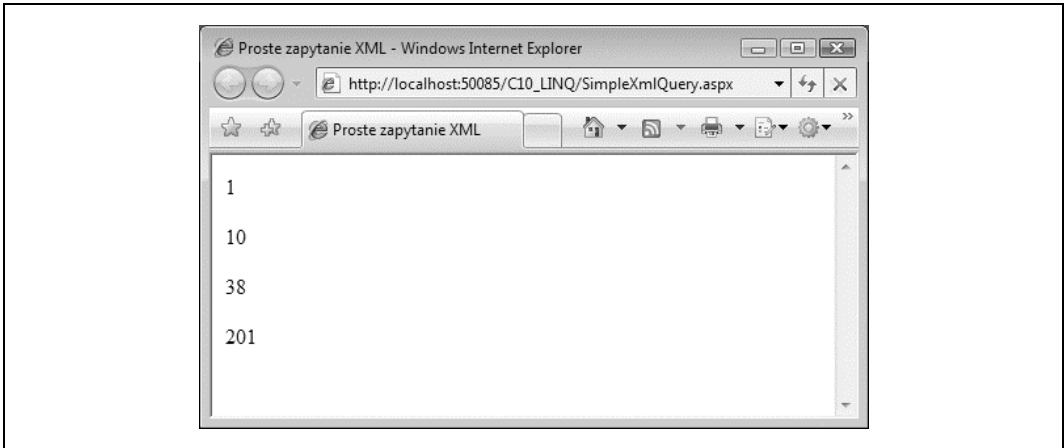 Proste zapytanie XML - Windows Internet Explorer
http://localhost:50085/C10_LINQ/SimpleXmlQuery.aspx
Proste zapytanie XML
1
10
38
201